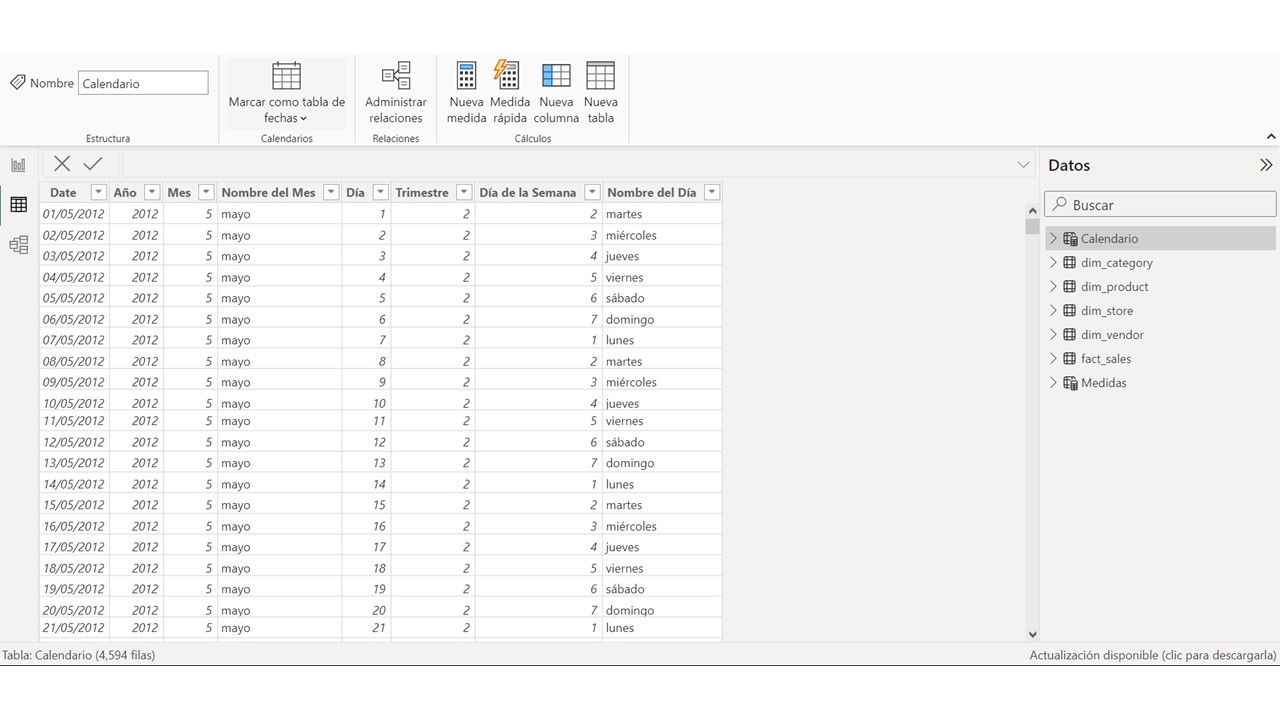 Nombre Calendario
Marcar como tabla de fechas
Administrar relaciones
Nueva medida
Medida rápida
Nueva columna
Nueva tabla
Estructura
Calendarios
Relaciones
Cálculos
Date Año Mes Nombre del Mes Día Trimestre Día de la Semana Nombre del Día
01/05/2012 2012 5 mayo 1 2 2 martes
02/05/2012 2012 5 mayo 2 2 3 miércoles
03/05/2012 2012 5 mayo 3 2 4 jueves
04/05/2012 2012 5 mayo 4 2 5 viernes
05/05/2012 2012 5 mayo 5 2 6 sábado
06/05/2012 2012 5 mayo 6 2 7 domingo
07/05/2012 2012 5 mayo 7 2 1 lunes
08/05/2012 2012 5 mayo 8 2 2 martes
09/05/2012 2012 5 mayo 9 2 3 miércoles
10/05/2012 2012 5 mayo 10 2 4 jueves
11/05/2012 2012 5 mayo 11 2 5 viernes
12/05/2012 2012 5 mayo 12 2 6 sábado
13/05/2012 2012 5 mayo 13 2 7 domingo
14/05/2012 2012 5 mayo 14 2 1 lunes
15/05/2012 2012 5 mayo 15 2 2 martes
16/05/2012 2012 5 mayo 16 2 3 miércoles
17/05/2012 2012 5 mayo 17 2 4 jueves
18/05/2012 2012 5 mayo 18 2 5 viernes
19/05/2012 2012 5 mayo 19 2 6 sábado
20/05/2012 2012 5 mayo 20 2 7 domingo
21/05/2012 2012 5 mayo 21 2 1 lunes
Datos
Buscar
Calendario
dim_category
dim_product
dim_store
dim_vendor
fact_sales
Medidas
Tabla: Calendario (4,594 filas)
Actualización disponible (clic para descargarla)